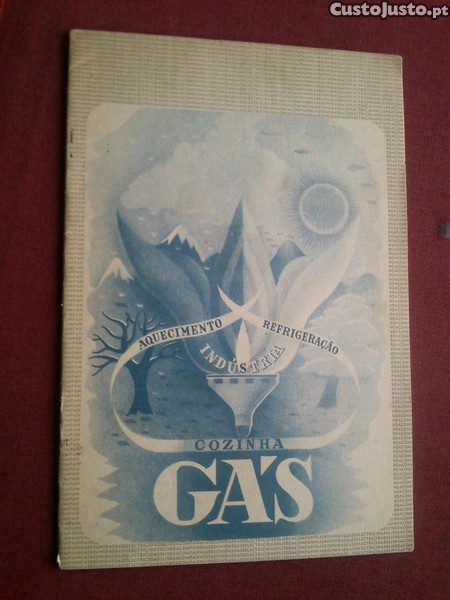 CustoJusto.pt
AQUECIMENTO
REFRIGERAÇÃO
INDÚSTRIA
COZINHA
GÁS